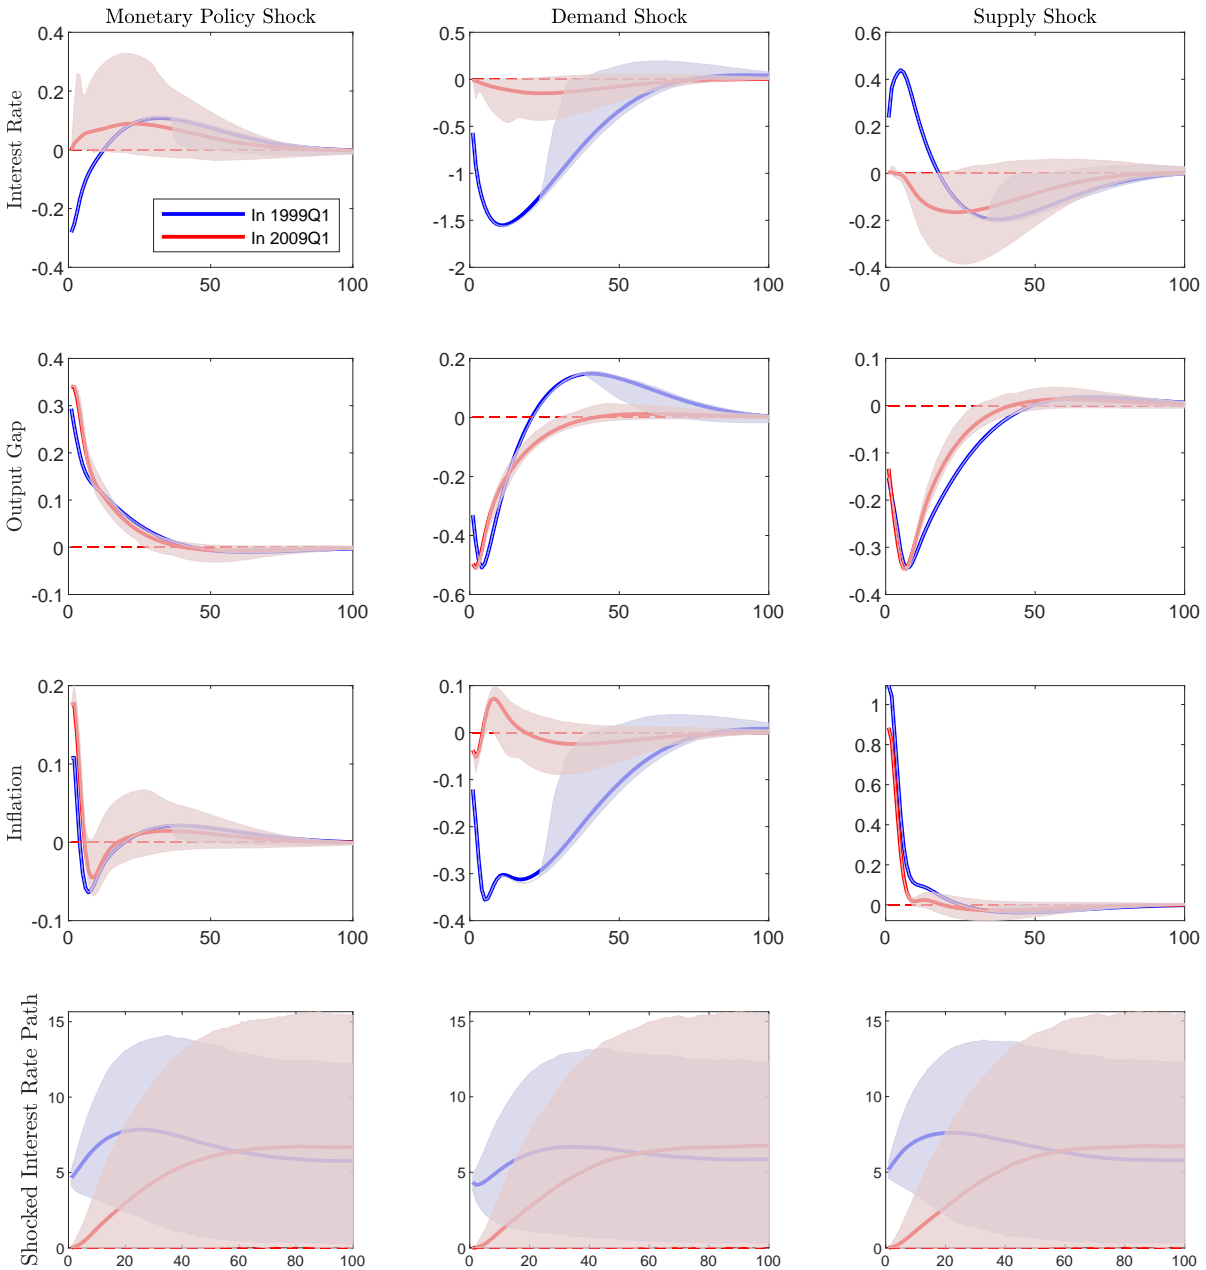 Monetary Policy Shock Demand Shock Supply Shock
Interest Rate
0.4 0.2 0 -0.2 -0.4
0 50 100
In 1999Q1
In 2009Q1
0.5 0 -0.5 -1 -1.5 -2
0 50 100
0.6 0.4 0.2 0 -0.2 -0.4
0 50 100
Output Gap
0.4 0.3 0.2 0.1 0 -0.1
0 50 100
0.2 0 -0.2 -0.4 -0.6
0 50 100
0.1 0 -0.1 -0.2 -0.3 -0.4
0 50 100
Inflation
0.2 0.1 0 -0.1
0 50 100
0.1 0 -0.1 -0.2 -0.3 -0.4
0 50 100
1 0.8 0.6 0.4 0.2 0
0 50 100
Shocked Interest Rate Path
15 10 5 0
0 20 40 60 80 100
15 10 5 0
0 20 40 60 80 100
15 10 5 0
0 20 40 60 80 100